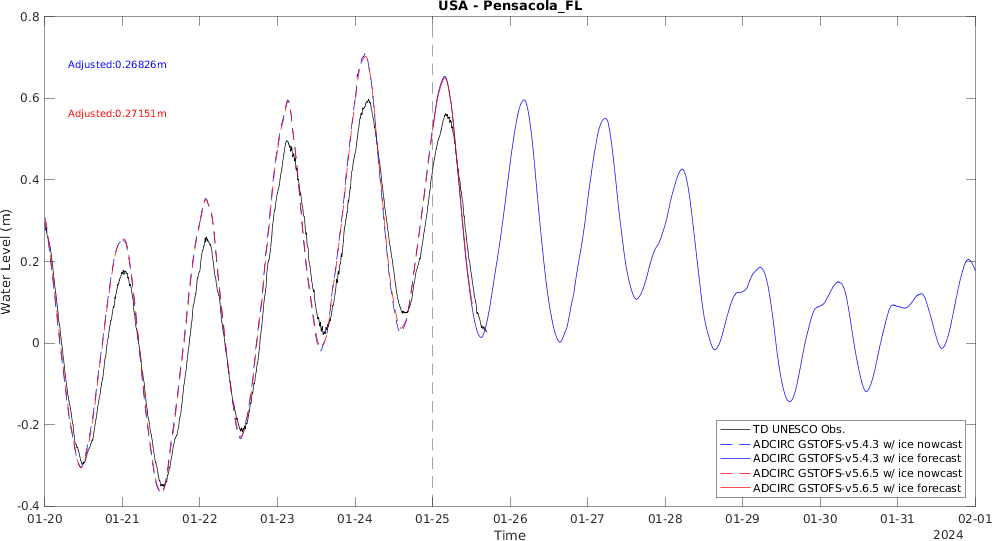 USA - Pensacola_FL
0.8
0.6
0.4
0.2
0
-0.2
-0.4
Water Level (m)
Adjusted:0.26826m
Adjusted:0.27151m
TD UNESCO Obs.
ADCIRC GSTOFS-v5.4.3 w/ ice nowcast
ADCIRC GSTOFS-v5.4.3 w/ ice forecast
ADCIRC GSTOFS-v5.6.5 w/ ice nowcast
ADCIRC GSTOFS-v5.6.5 w/ ice forecast
01-20 01-21 01-22 01-23 01-24 01-25 01-26 01-27 01-28 01-29 01-30 01-31 02-01
Time
2024